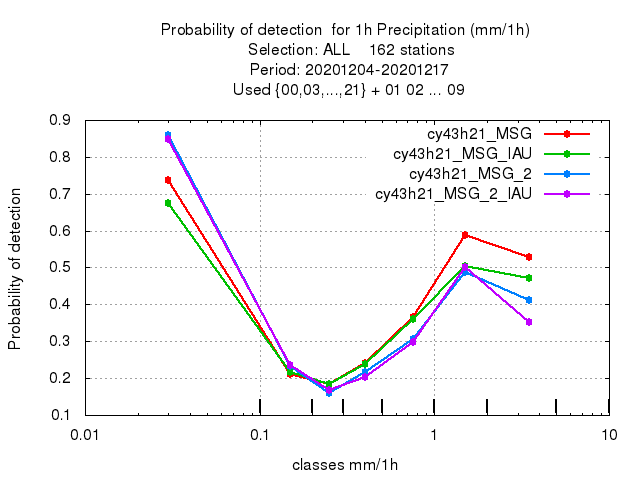 Probability of detection  for 1h Precipitation (mm/1h)
Selection: ALL    162 stations
Period: 20201204-20201217
Used {00,03,...,21} + 01 02 ... 09
cy43h21_MSG
cy43h21_MSG_IAU
cy43h21_MSG_2
cy43h21_MSG_2_IAU
Probability of detection
0.9
0.8
0.7
0.6
0.5
0.4
0.3
0.2
0.1
0.01 0.1 1 10
classes mm/1h